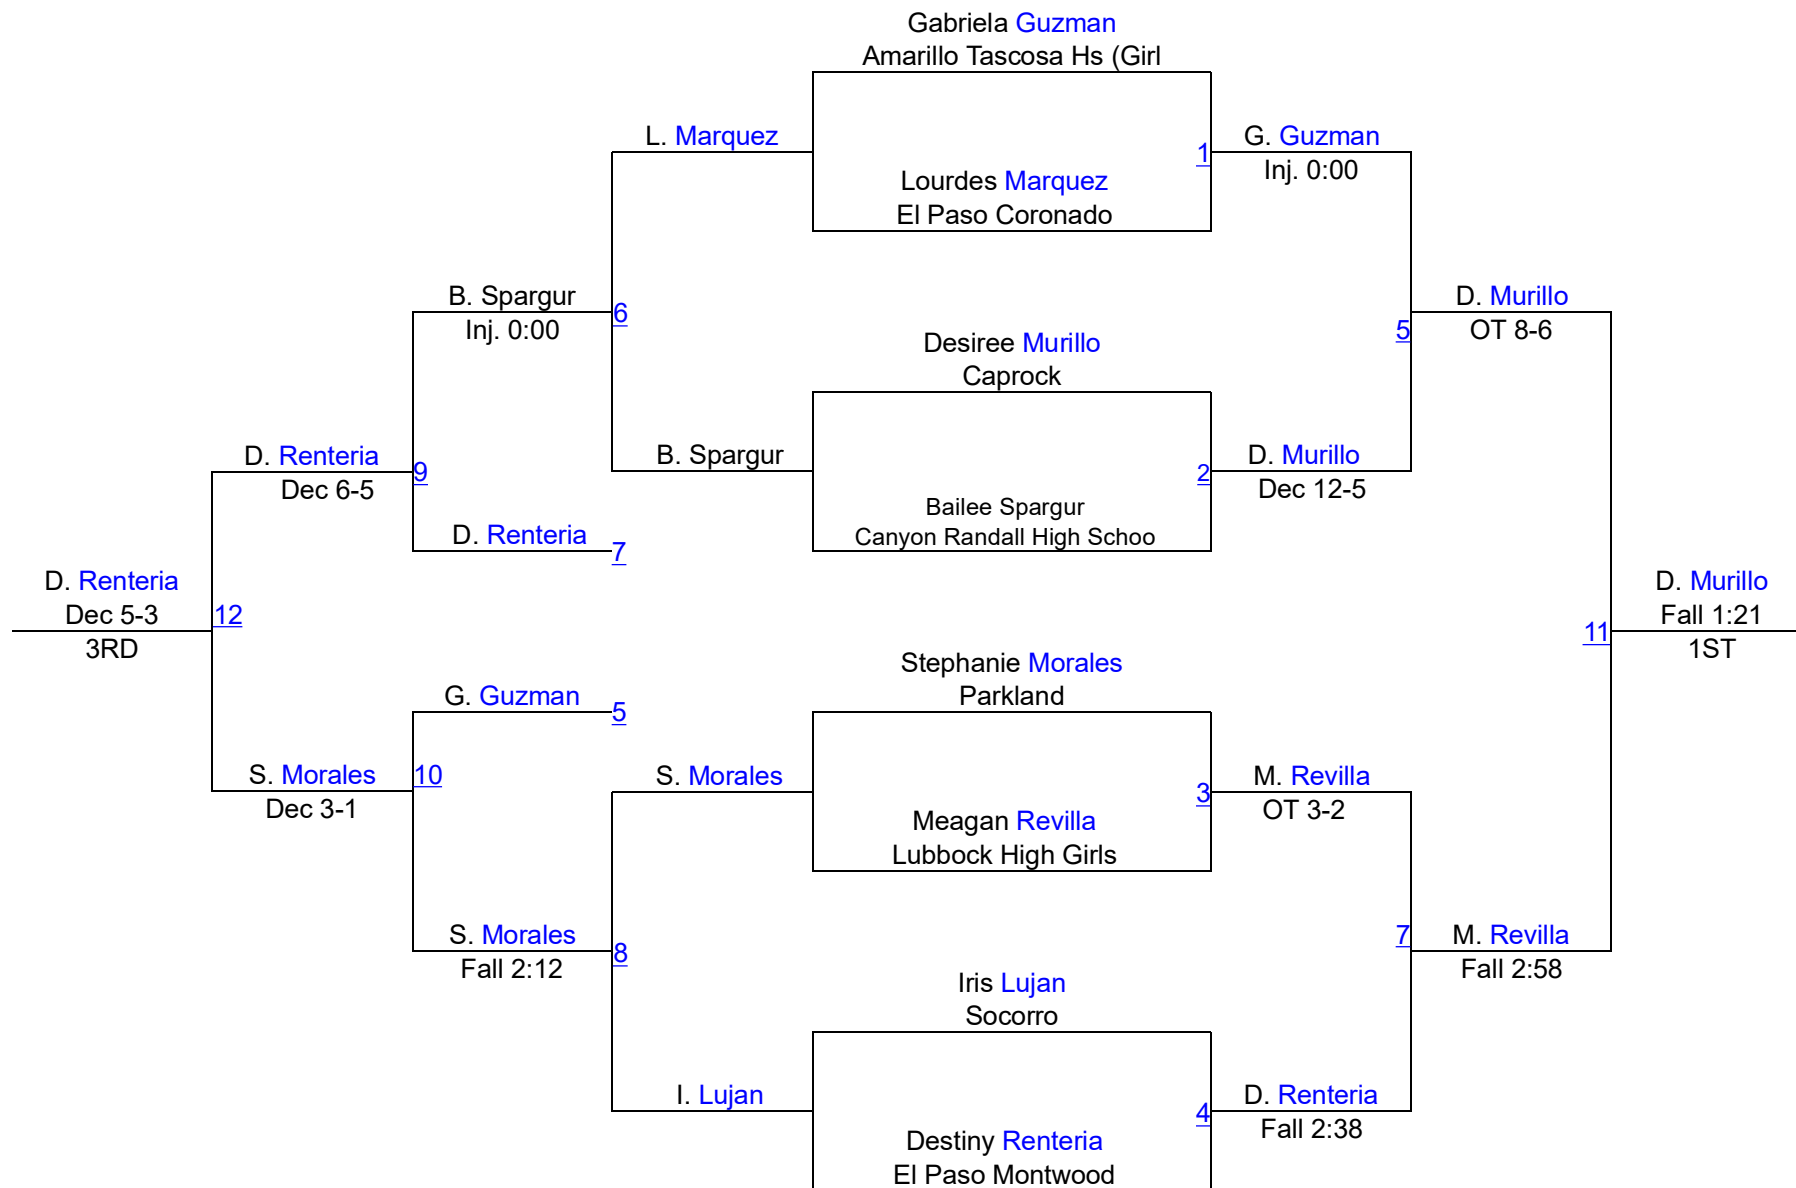 Gabriela Guzman
Amarillo Tascosa Hs (Girl
L. Marquez
1
G. Guzman
Inj. 0:00
Lourdes Marquez
El Paso Coronado
B. Spargur
Inj. 0:00
6
D. Murillo
OT 8-6
5
Desiree Murillo
Caprock
D. Renteria
Dec 6-5
9
B. Spargur
2
D. Murillo
Dec 12-5
Bailee Spargur
Canyon Randall High Schoo
D. Renteria
7
D. Renteria
Dec 5-3
3RD
12
11
D. Murillo
Fall 1:21
1ST
Stephanie Morales
Parkland
G. Guzman
5
S. Morales
Dec 3-1
10
S. Morales
3
M. Revilla
OT 3-2
Meagan Revilla
Lubbock High Girls
S. Morales
Fall 2:12
8
7
M. Revilla
Fall 2:58
Iris Lujan
Socorro
I. Lujan
4
D. Renteria
Fall 2:38
Destiny Renteria
El Paso Montwood